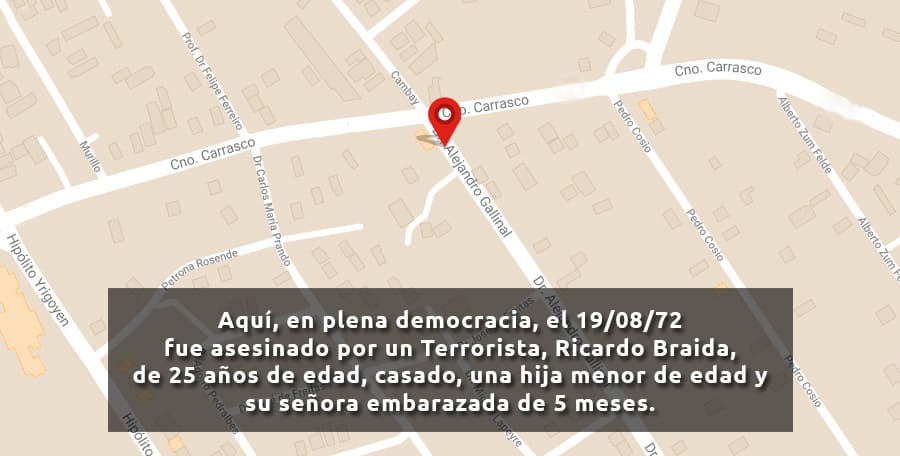 Cno. Carrasco
Cambay
Prof. Dr Felipe Ferreiro
Cno. Carrasco
Murillo
Cno. Carrasco
Pedro Cosio
Alberto Zum Felde
Alejandro Gallinal
Dr Carlos María Prando
Hipólito Yrigoyen
Petrona Rosende
Pedro Cosio
Alberto Zum Felde
Aquí, en plena democracia, el 19/08/72
fue asesinado por un Terrorista, Ricardo Braida,
de 25 años de edad, casado, una hija menor de edad y
su señora embarazada de 5 meses.
Pedro Cosio
Lapeyre
Hipólito